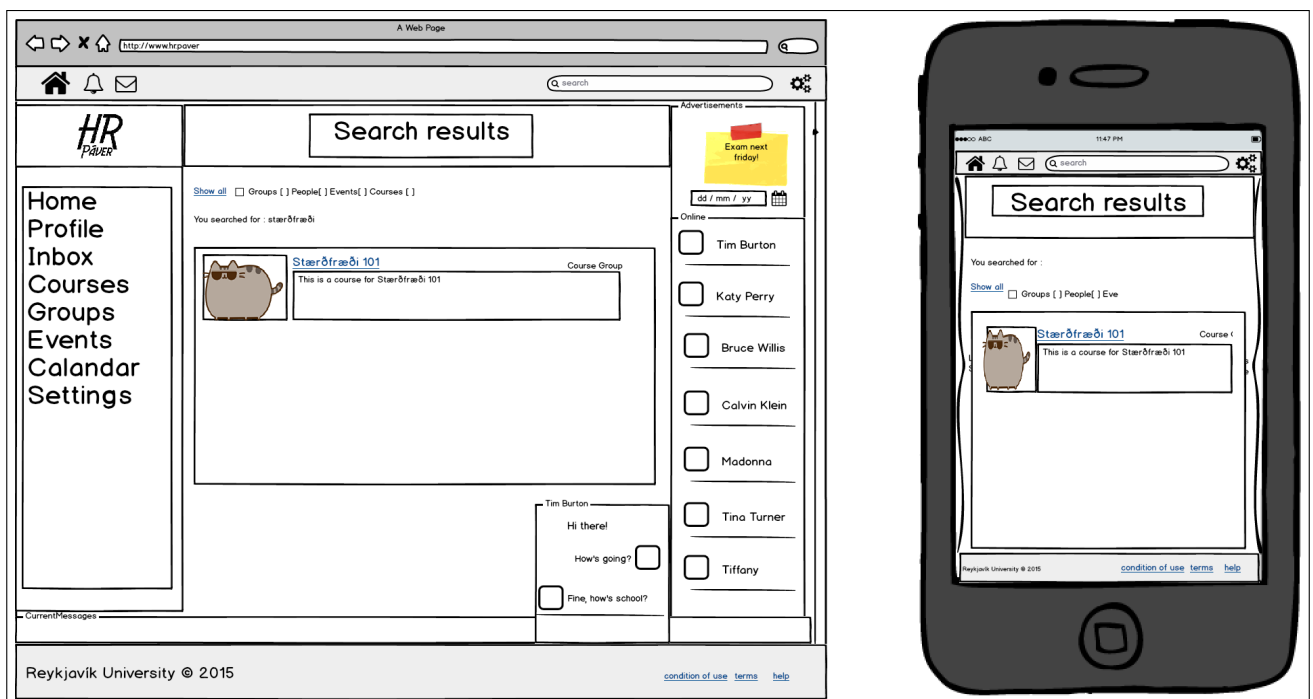 A Web Page
http://www.hrpaver
search
HR
PÁVER
Home
Profile
Inbox
Courses
Groups
Events
Calandar
Settings
Search results
Show all Groups [ ] People[ ] Events[ ] Courses [ ]
You searched for : stærðfræði
Stærðfræði 101
Course Group
This is a course for Stærðfræði 101
Advertisements
Exam next
friday!
dd / mm / yy
Online
Tim Burton
Katy Perry
Bruce Willis
Calvin Klein
Madonna
Tina Turner
Tiffany
Tim Burton
Hi there!
How's going?
Fine, how's school?
CurrentMessages
Reykjavík University © 2015
condition of use terms help
ABC 11:47 PM
search
Search results
You searched for :
Show all Groups [ ] People[ ] Eve
Stærðfræði 101
Course
This is a course for Stærðfræði 101
Reykjavík University © 2015
condition of use terms help